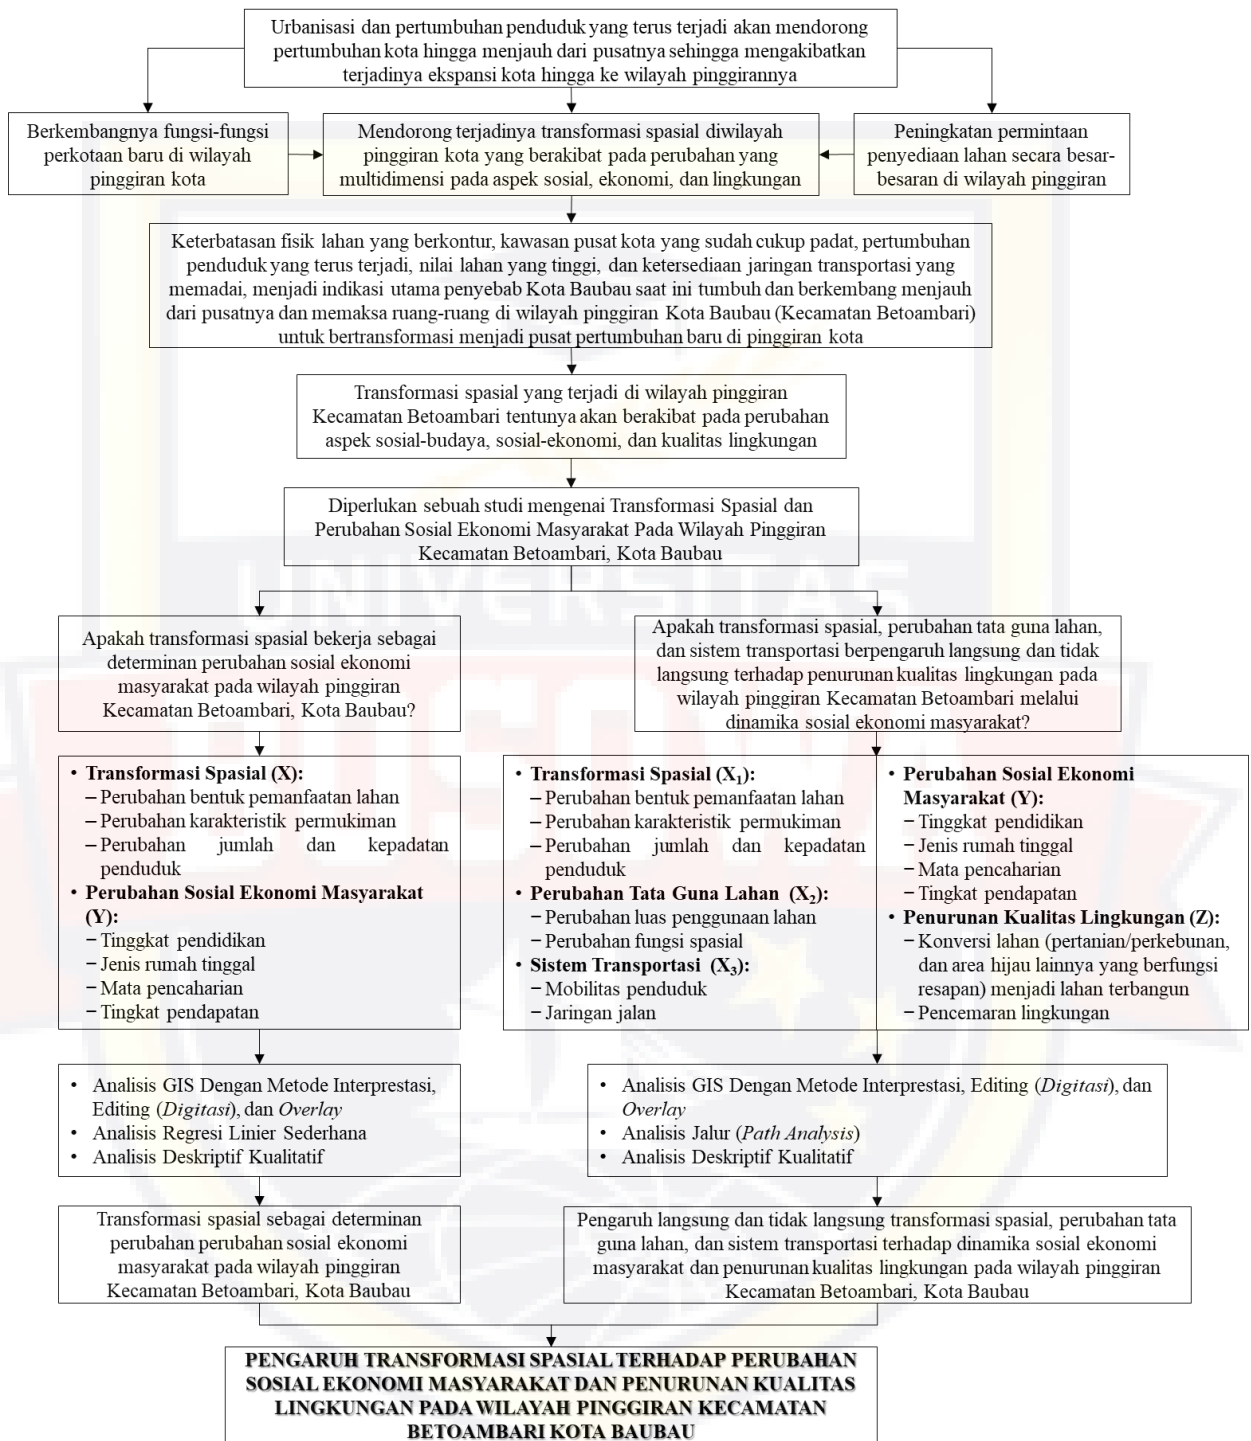 Urbanisasi dan pertumbuhan penduduk yang terus terjadi akan mendorong
pertumbuhan kota hingga menjauh dari pusatnya sehingga mengakibatkan
terjadinya ekspansi kota hingga ke wilayah pinggirannya
Berkembangnya fungsi-fungsi
perkotaan baru di wilayah
pinggiran kota
Mendorong terjadinya transformasi spasial diwilayah
pinggiran kota yang berakibat pada perubahan yang
multidimensi pada aspek sosial, ekonomi, dan lingkungan
Peningkatan permintaan
penyediaan lahan secara besar-
besaran di wilayah pinggiran
Keterbatasan fisik lahan yang berkontur, kawasan pusat kota yang sudah cukup padat, pertumbuhan
penduduk yang terus terjadi, nilai lahan yang tinggi, dan ketersediaan jaringan transportasi yang
memadai, menjadi indikasi utama penyebab Kota Baubau saat ini tumbuh dan berkembang menjauh
dari pusatnya dan memaksa ruang-ruang di wilayah pinggiran Kota Baubau (Kecamatan Betoambari)
untuk bertransformasi menjadi pusat pertumbuhan baru di pinggiran kota
Transformasi spasial yang terjadi di wilayah pinggiran
Kecamatan Betoambari tentunya akan berakibat pada perubahan
aspek sosial-budaya, sosial-ekonomi, dan kualitas lingkungan
Diperlukan sebuah studi mengenai Transformasi Spasial dan
Perubahan Sosial Ekonomi Masyarakat Pada Wilayah Pinggiran
Kecamatan Betoambari, Kota Baubau
UNIVERSITAS
BOSOWA
Apakah transformasi spasial bekerja sebagai
determinan perubahan sosial ekonomi
masyarakat pada wilayah pinggiran
Kecamatan Betoambari, Kota Baubau?
Apakah transformasi spasial, perubahan tata guna lahan,
dan sistem transportasi berpengaruh langsung dan tidak
langsung terhadap penurunan kualitas lingkungan pada
wilayah pinggiran Kecamatan Betoambari melalui
dinamika sosial ekonomi masyarakat?
• Transformasi Spasial (X):
– Perubahan bentuk pemanfaatan lahan
– Perubahan karakteristik permukiman
– Perubahan jumlah dan kepadatan
penduduk
• Perubahan Sosial Ekonomi Masyarakat
(Y):
– Tinggkat pendidikan
– Jenis rumah tinggal
– Mata pencaharian
– Tingkat pendapatan
• Transformasi Spasial (X₁):
– Perubahan bentuk pemanfaatan lahan
– Perubahan karakteristik permukiman
– Perubahan jumlah dan kepadatan
penduduk
• Perubahan Tata Guna Lahan (X₂):
– Perubahan luas penggunaan lahan
– Perubahan fungsi spasial
• Sistem Transportasi (X₃):
– Mobilitas penduduk
– Jaringan jalan
• Perubahan Sosial Ekonomi
Masyarakat (Y):
– Tinggkat pendidikan
– Jenis rumah tinggal
– Mata pencaharian
– Tingkat pendapatan
• Penurunan Kualitas Lingkungan (Z):
– Konversi lahan (pertanian/perkebunan,
dan area hijau lainnya yang berfungsi
resapan) menjadi lahan terbangun
– Pencemaran lingkungan
• Analisis GIS Dengan Metode Interprestasi,
Editing (Digitasi), dan Overlay
• Analisis Regresi Linier Sederhana
• Analisis Deskriptif Kualitatif
• Analisis GIS Dengan Metode Interprestasi, Editing (Digitasi), dan
Overlay
• Analisis Jalur (Path Analysis)
• Analisis Deskriptif Kualitatif
Transformasi spasial sebagai determinan
perubahan perubahan sosial ekonomi
masyarakat pada wilayah pinggiran
Kecamatan Betoambari, Kota Baubau
Pengaruh langsung dan tidak langsung transformasi spasial, perubahan tata
guna lahan, dan sistem transportasi terhadap dinamika sosial ekonomi
masyarakat dan penurunan kualitas lingkungan pada wilayah pinggiran
Kecamatan Betoambari, Kota Baubau
PENGARUH TRANSFORMASI SPASIAL TERHADAP PERUBAHAN
SOSIAL EKONOMI MASYARAKAT DAN PENURUNAN KUALITAS
LINGKUNGAN PADA WILAYAH PINGGIRAN KECAMATAN
BETOAMBARI KOTA BAUBAU